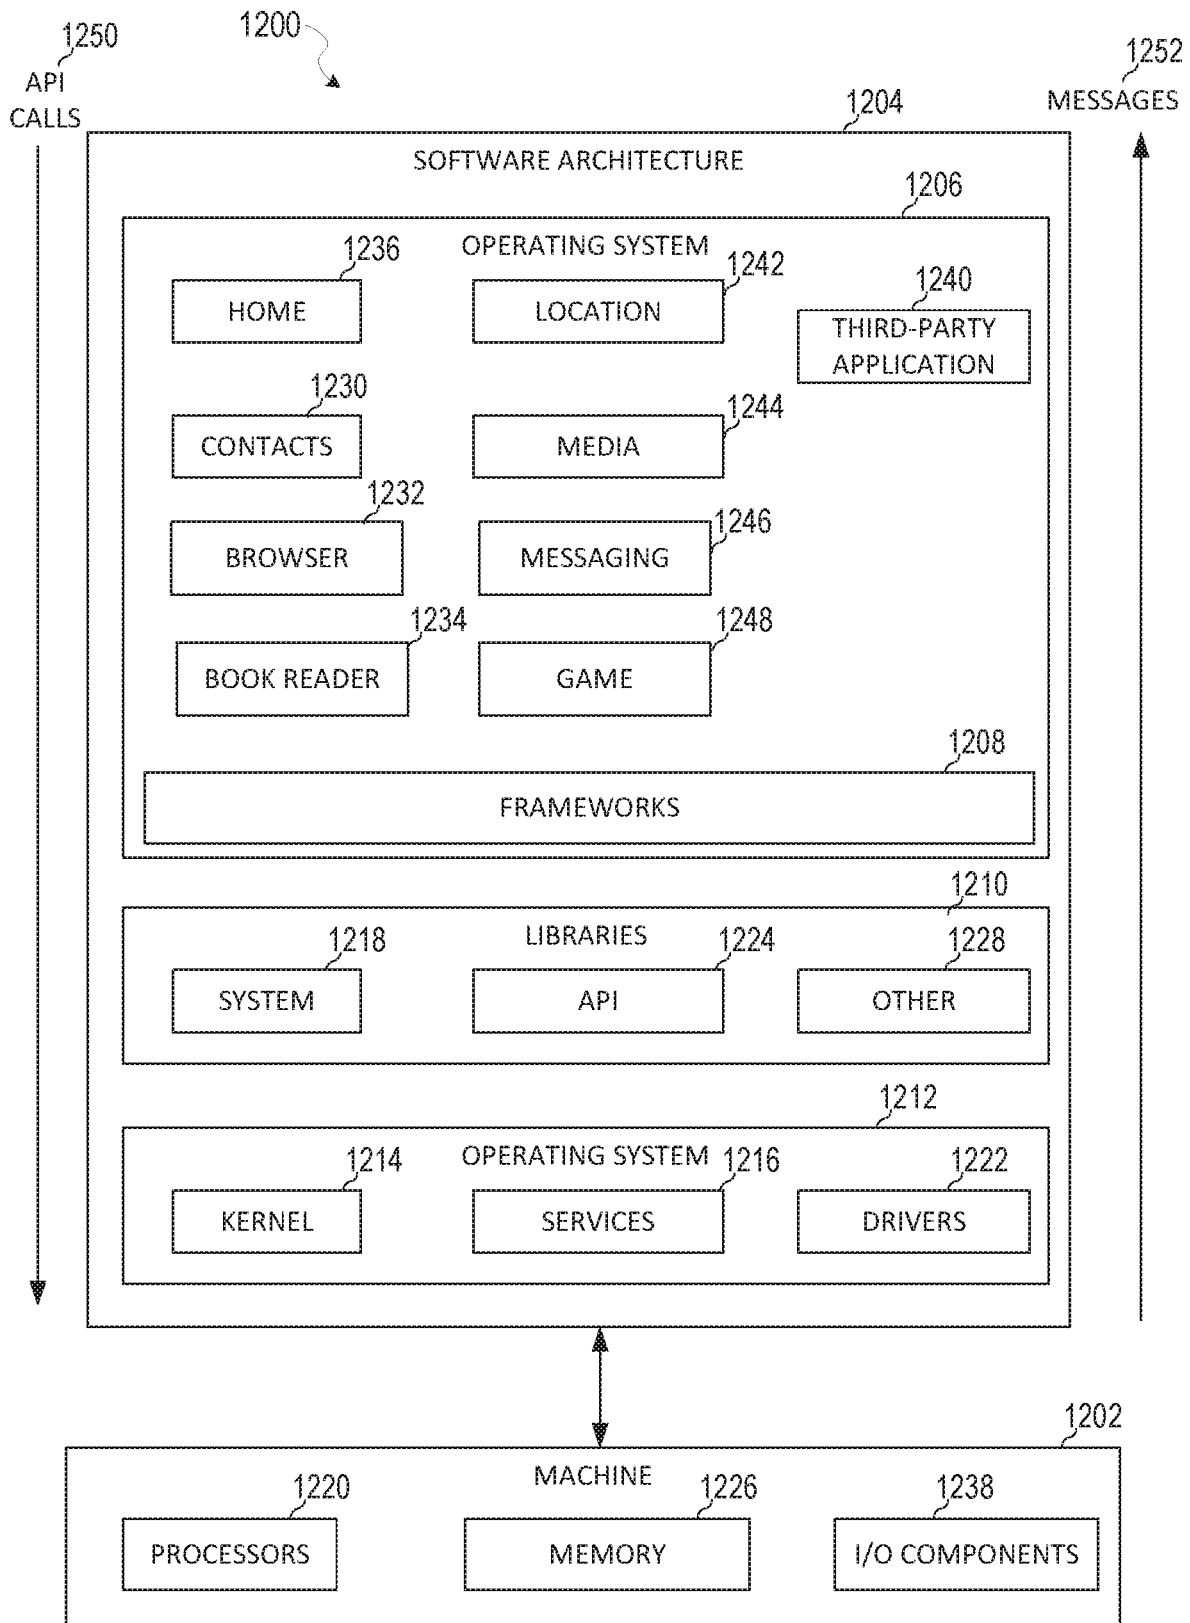 1250
1200
1252
API
CALLS
MESSAGES
1204
SOFTWARE ARCHITECTURE
1206
OPERATING SYSTEM
1236
HOME
1242
LOCATION
1240
THIRD-PARTY
APPLICATION
1230
CONTACTS
1244
MEDIA
1232
BROWSER
1246
MESSAGING
1234
BOOK READER
1248
GAME
1208
FRAMEWORKS
1210
LIBRARIES
1218
SYSTEM
1224
API
1228
OTHER
1212
OPERATING SYSTEM
1214
KERNEL
1216
SERVICES
1222
DRIVERS
1202
MACHINE
1220
PROCESSORS
1226
MEMORY
1238
I/O COMPONENTS